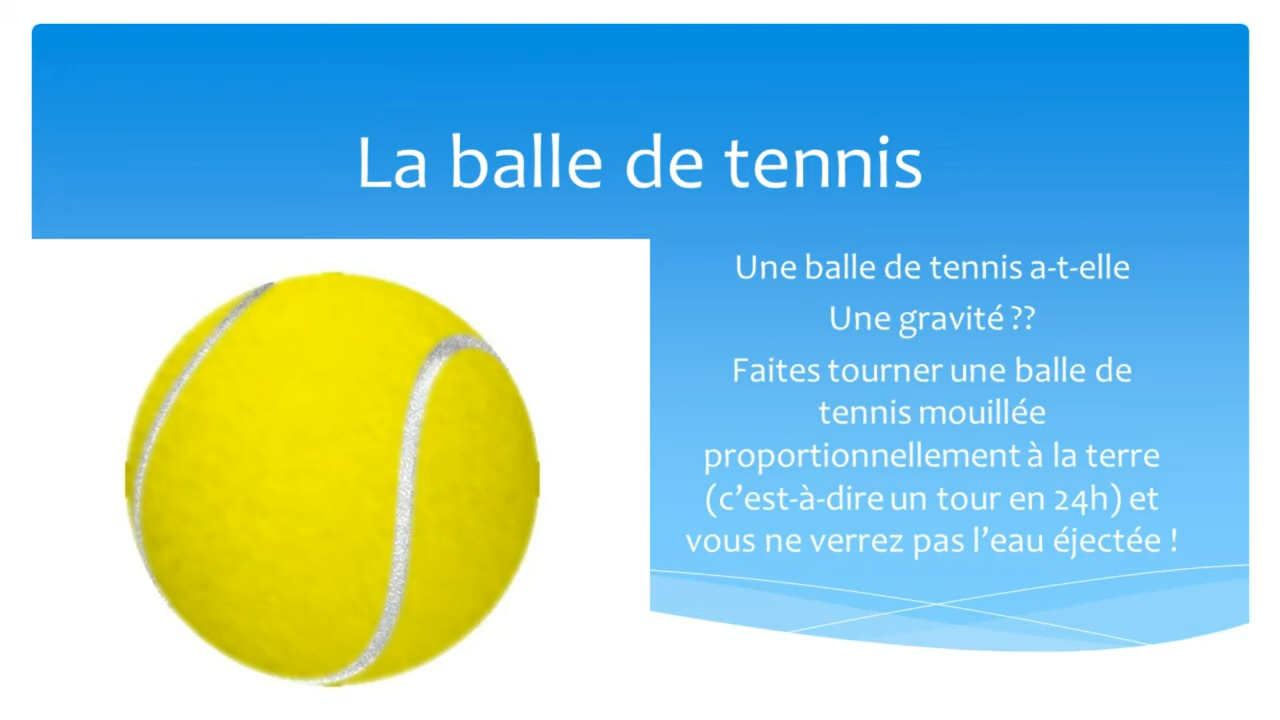 La balle de tennis
Une balle de tennis a-t-elle
Une gravité ??
Faites tourner une balle de
tennis mouillée
proportionnellement à la terre
(c’est-à-dire un tour en 24h) et
vous ne verrez pas l’eau éjectée !